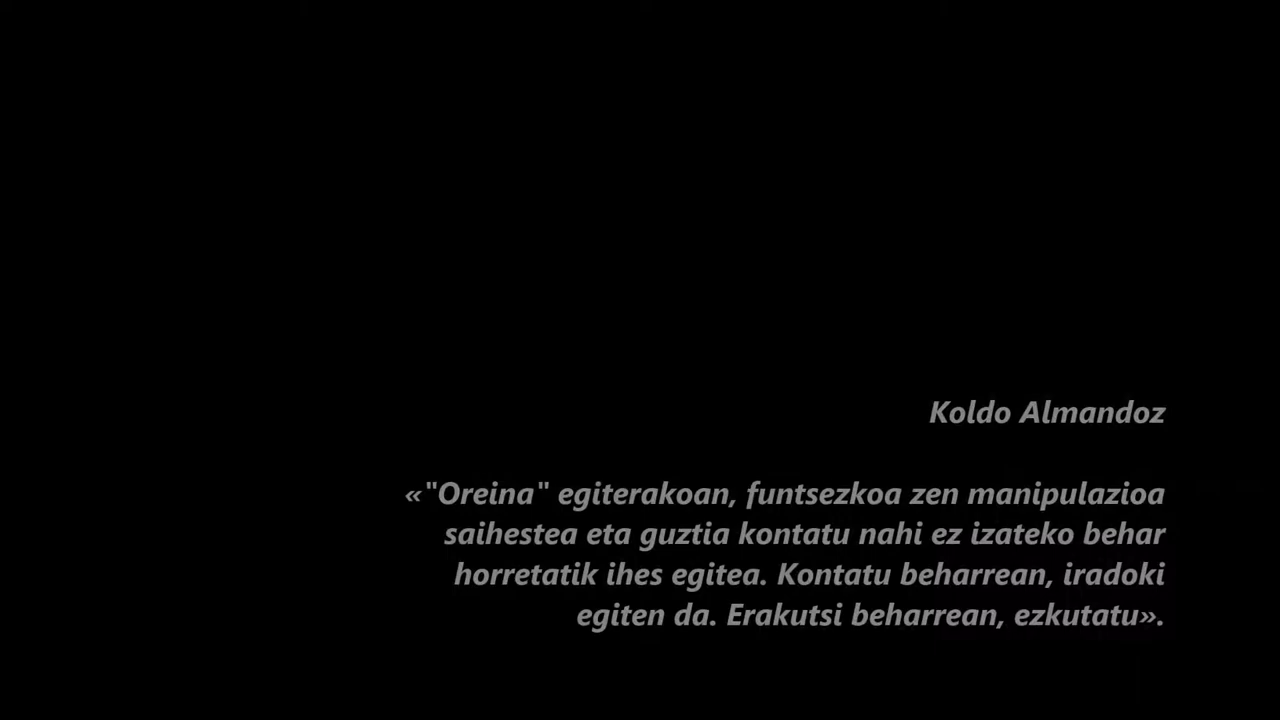 Koldo Almandoz
«"Oreina" egiterakoan, funtsezkoa zen manipulazioa
saihestea eta guztia kontatu nahi ez izateko behar
horretatik ihes egitea. Kontatu beharrean, iradoki
egiten da. Erakutsi beharrean, ezkutatu».